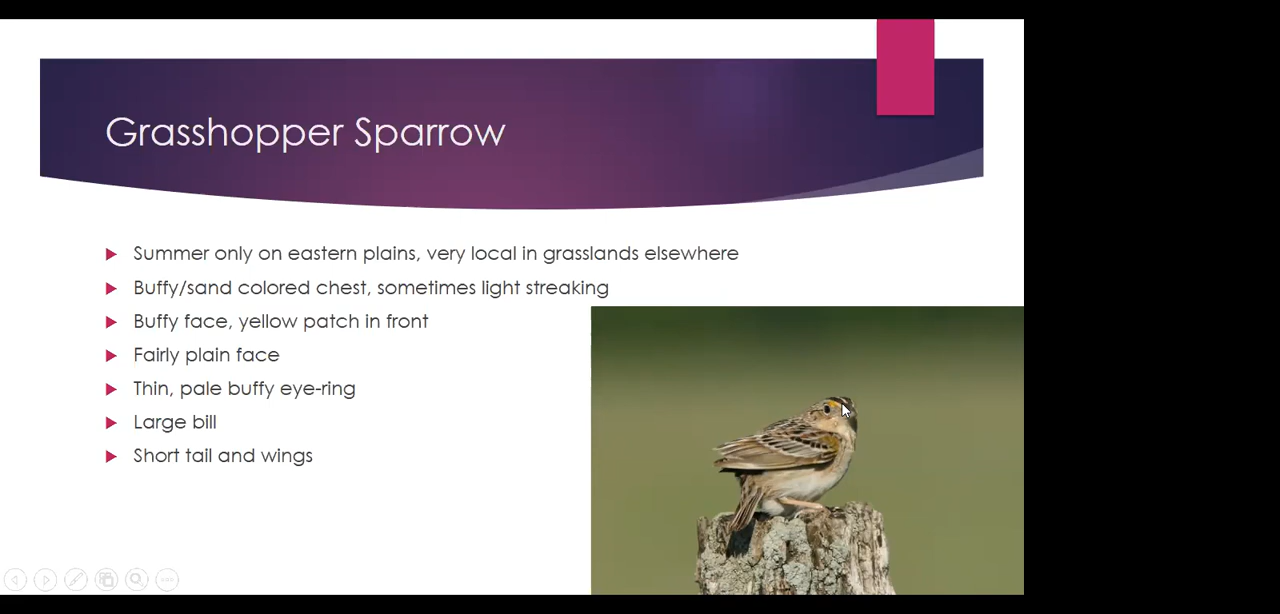 Grasshopper Sparrow
Summer only on eastern plains, very local in grasslands elsewhere
Buffy/sand colored chest, sometimes light streaking
Buffy face, yellow patch in front
Fairly plain face
Thin, pale buffy eye-ring
Large bill
Short tail and wings